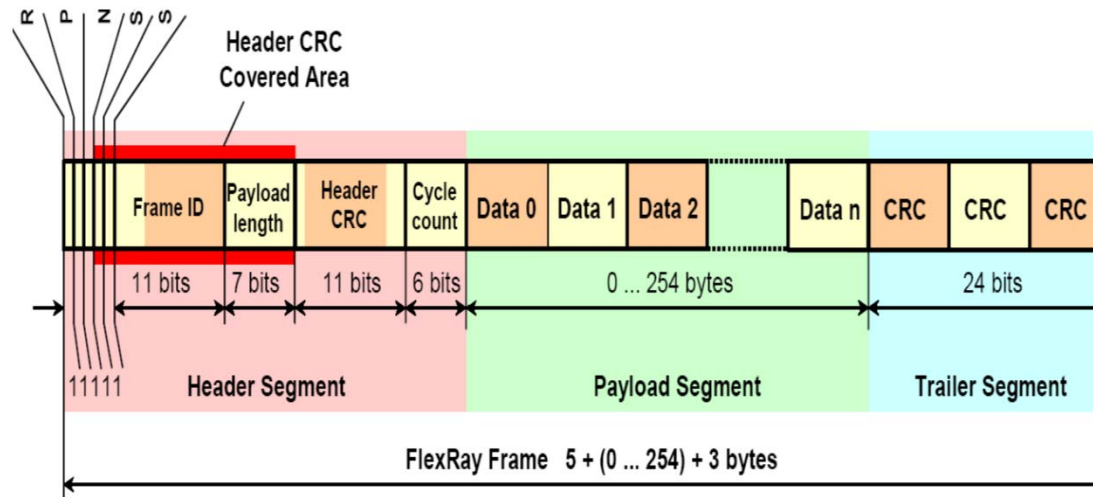 R P N S S
Header CRC
Covered Area
Frame ID
Payload
length
Header
CRC
Cycle
count
Data 0
Data 1
Data 2
Data n
CRC
CRC
CRC
11 bits
7 bits
11 bits
6 bits
0 ... 254 bytes
24 bits
11111
Header Segment
Payload Segment
Trailer Segment
FlexRay Frame 5 + (0 ... 254) + 3 bytes